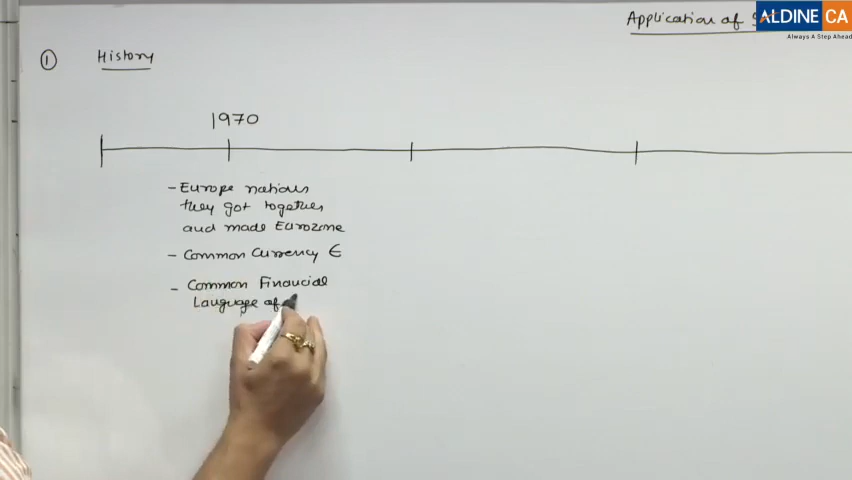 Application of
ALDINE CA
Always A Step Ahead
① History
1970
- Europe nations
they got together
and made Eurozone
- Common Currency €
- Common Financial
Language of